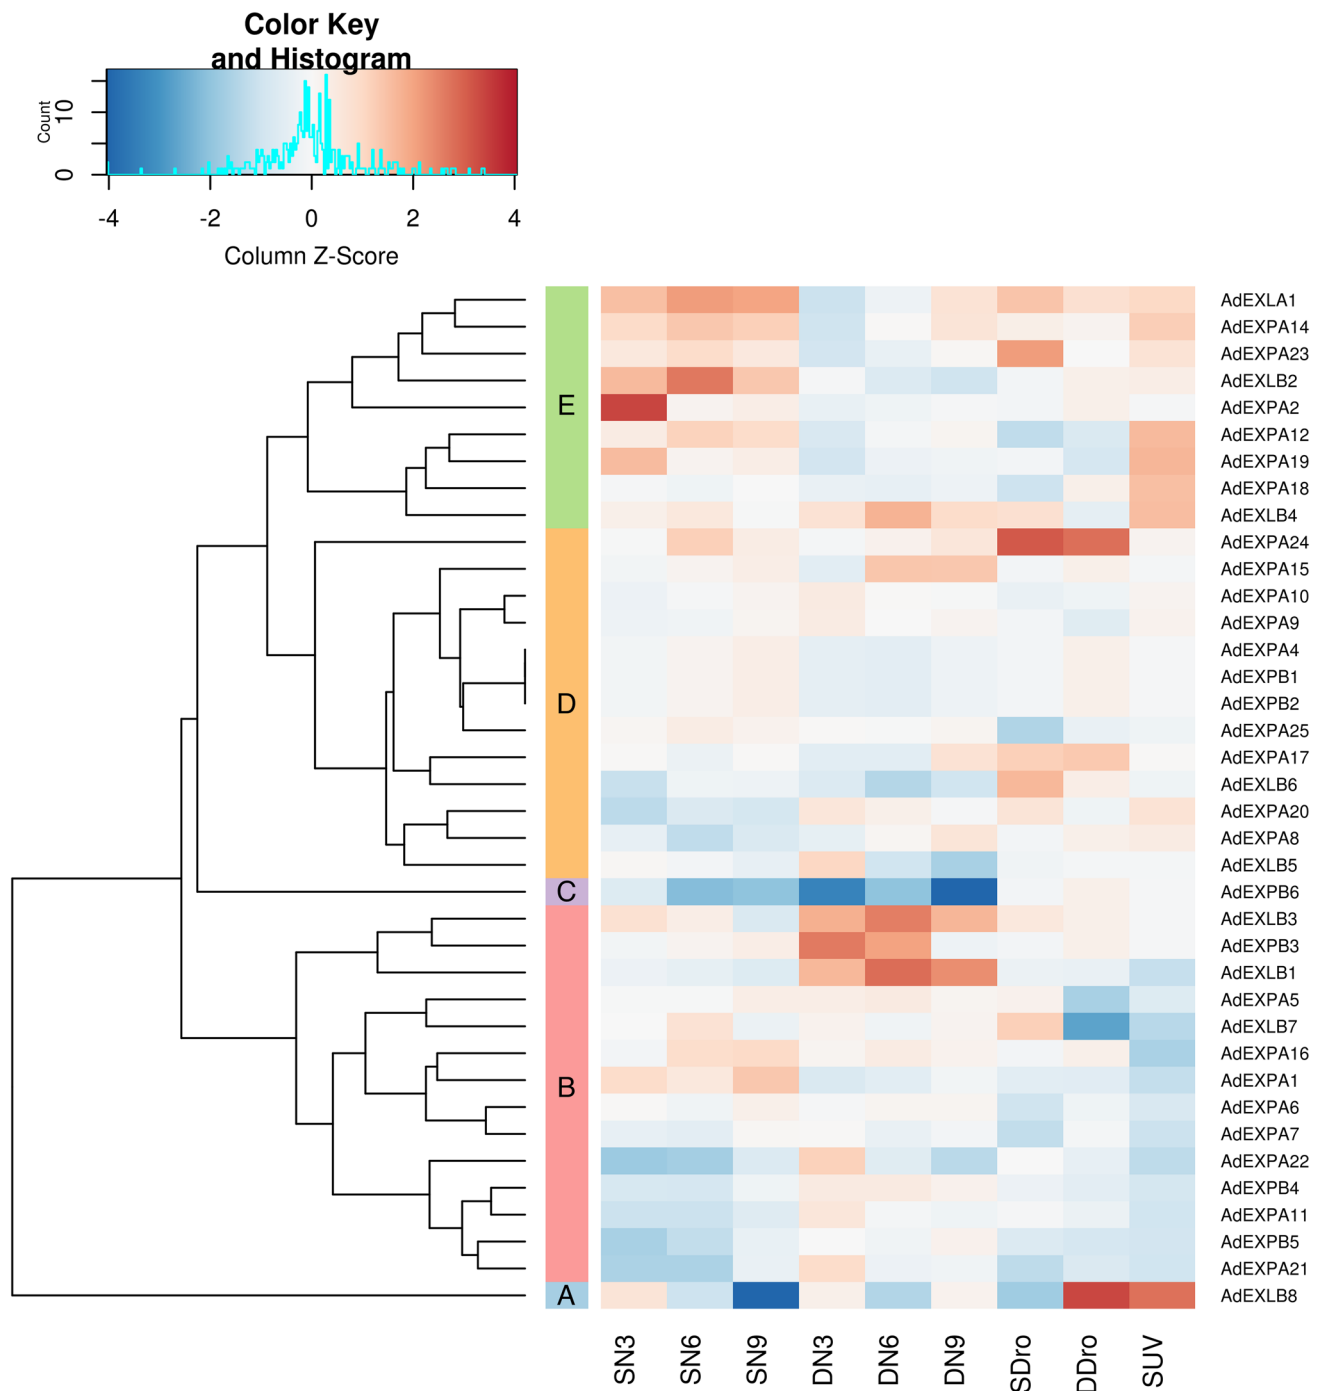 Color Key
and Histogram
Count
0
10
-4 -2 0 2 4
Column Z-Score
AdEXLA1
AdEXPA14
AdEXPA23
AdEXLB2
E AdEXPA2
AdEXPA12
AdEXPA19
AdEXPA18
AdEXLB4
AdEXPA24
AdEXPA15
AdEXPA10
AdEXPA9
AdEXPA4
AdEXPB1
D AdEXPB2
AdEXPA25
AdEXPA17
AdEXLB6
AdEXPA20
AdEXPA8
AdEXLB5
C AdEXPB6
AdEXLB3
AdEXPB3
AdEXLB1
AdEXPA5
AdEXLB7
AdEXPA16
B AdEXPA1
AdEXPA6
AdEXPA7
AdEXPA22
AdEXPB4
AdEXPA11
AdEXPB5
AdEXPA21
A AdEXLB8
SN3 SN6 SN9 DN3 DN6 DN9 SDro DDro SUV